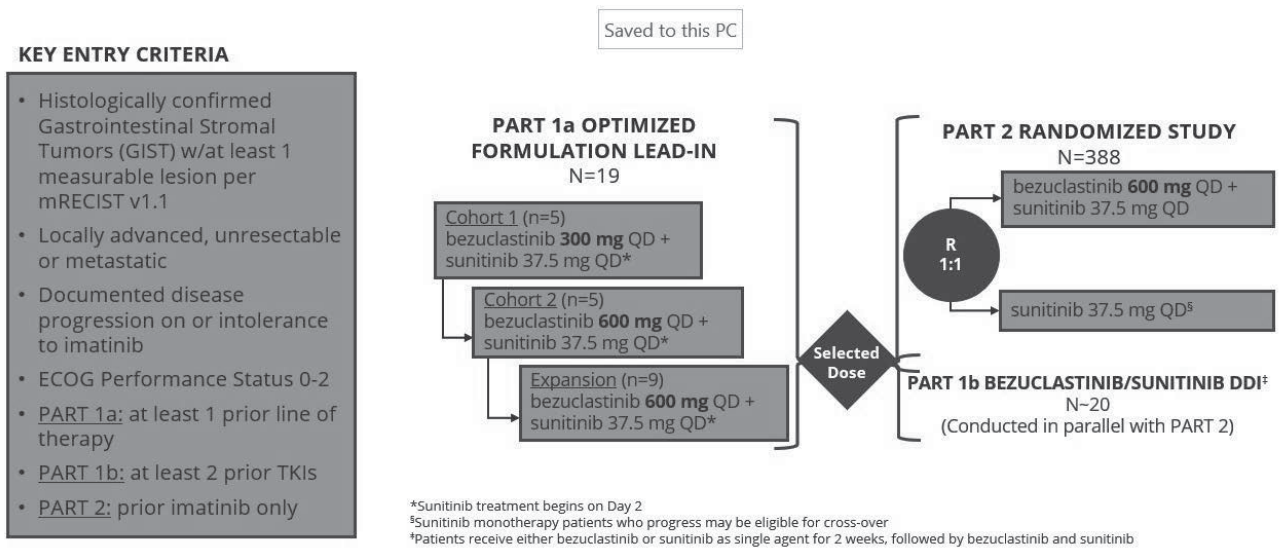 Saved to this PC
KEY ENTRY CRITERIA
• Histologically confirmed
Gastrointestinal Stromal
Tumors (GIST) w/at least 1
measurable lesion per
mRECIST v1.1
• Locally advanced, unresectable
or metastatic
• Documented disease
progression on or intolerance
to imatinib
• ECOG Performance Status 0-2
• PART 1a: at least 1 prior line of
therapy
• PART 1b: at least 2 prior TKIs
• PART 2: prior imatinib only
PART 1a OPTIMIZED
FORMULATION LEAD-IN
N=19
Cohort 1 (n=5)
bezuclastinib 300 mg QD +
sunitinib 37.5 mg QD*
Cohort 2 (n=5)
bezuclastinib 600 mg QD +
sunitinib 37.5 mg QD*
Expansion (n=9)
bezuclastinib 600 mg QD +
sunitinib 37.5 mg QD*
Selected
Dose
PART 2 RANDOMIZED STUDY
N=388
R
1:1
bezuclastinib 600 mg QD +
sunitinib 37.5 mg QD
sunitinib 37.5 mg QD§
PART 1b BEZUCLASTINIB/SUNITINIB DDI‡
N~20
(Conducted in parallel with PART 2)
*Sunitinib treatment begins on Day 2
§Sunitinib monotherapy patients who progress may be eligible for cross-over
‡Patients receive either bezuclastinib or sunitinib as single agent for 2 weeks, followed by bezuclastinib and sunitinib